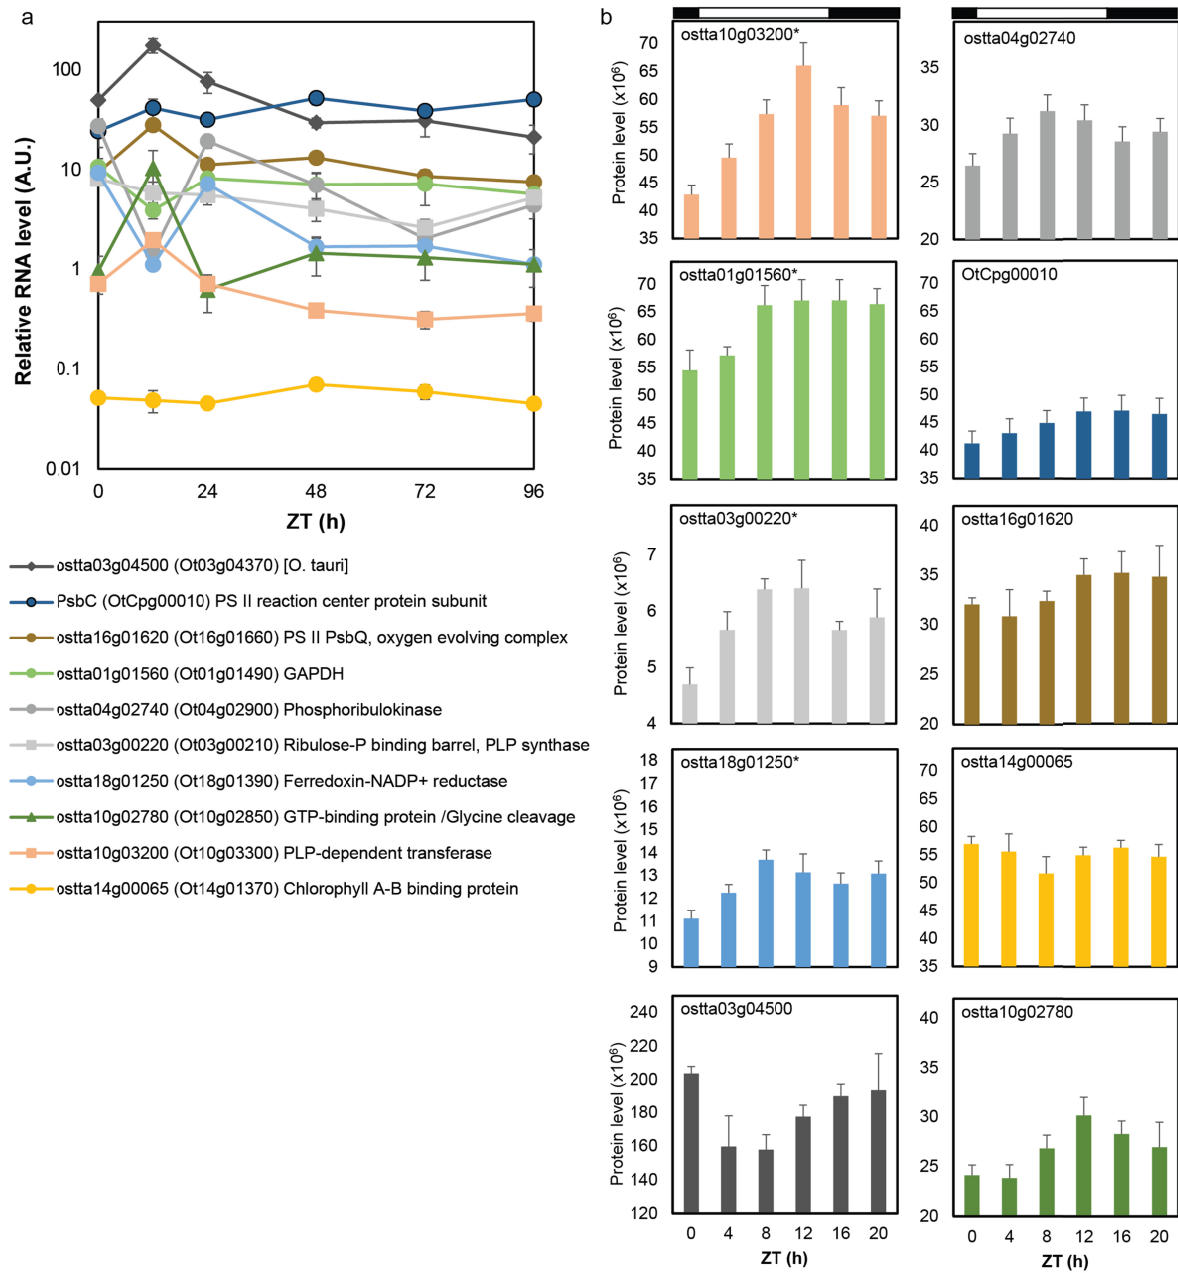 a
Relative RNA level (A.U.)
100
10
1
0.1
0.01
0
24
48
72
96
ZT (h)
ostta03g04500 (Ot03g04370) [O. tauri]
PsbC (OtCpg00010) PS II reaction center protein subunit
ostta16g01620 (Ot16g01660) PS II PsbQ, oxygen evolving complex
ostta01g01560 (Ot01g01490) GAPDH
ostta04g02740 (Ot04g02900) Phosphoribulokinase
ostta03g00220 (Ot03g00210) Ribulose-P binding barrel, PLP synthase
ostta18g01250 (Ot18g01390) Ferredoxin-NADP+ reductase
ostta10g02780 (Ot10g02850) GTP-binding protein /Glycine cleavage
ostta10g03200 (Ot10g03300) PLP-dependent transferase
ostta14g00065 (Ot14g01370) Chlorophyll A-B binding protein
b
ostta10g03200*
Protein level (x10⁶)
70
65
60
55
50
45
40
35
ostta04g02740
35
30
25
20
ostta01g01560*
Protein level (x10⁶)
70
65
60
55
50
45
40
35
OtCpg00010
70
65
60
55
50
45
40
35
ostta03g00220*
Protein level (x10⁶)
7
6
5
4
ostta16g01620
40
35
30
25
20
ostta18g01250*
Protein level (x10⁶)
18
17
16
15
14
13
12
11
10
9
ostta14g00065
70
65
60
55
50
45
40
35
ostta03g04500
Protein level (x10⁶)
240
220
200
180
160
140
120
0
4
8
12
16
20
ZT (h)
ostta10g02780
40
35
30
25
20
0
4
8
12
16
20
ZT (h)